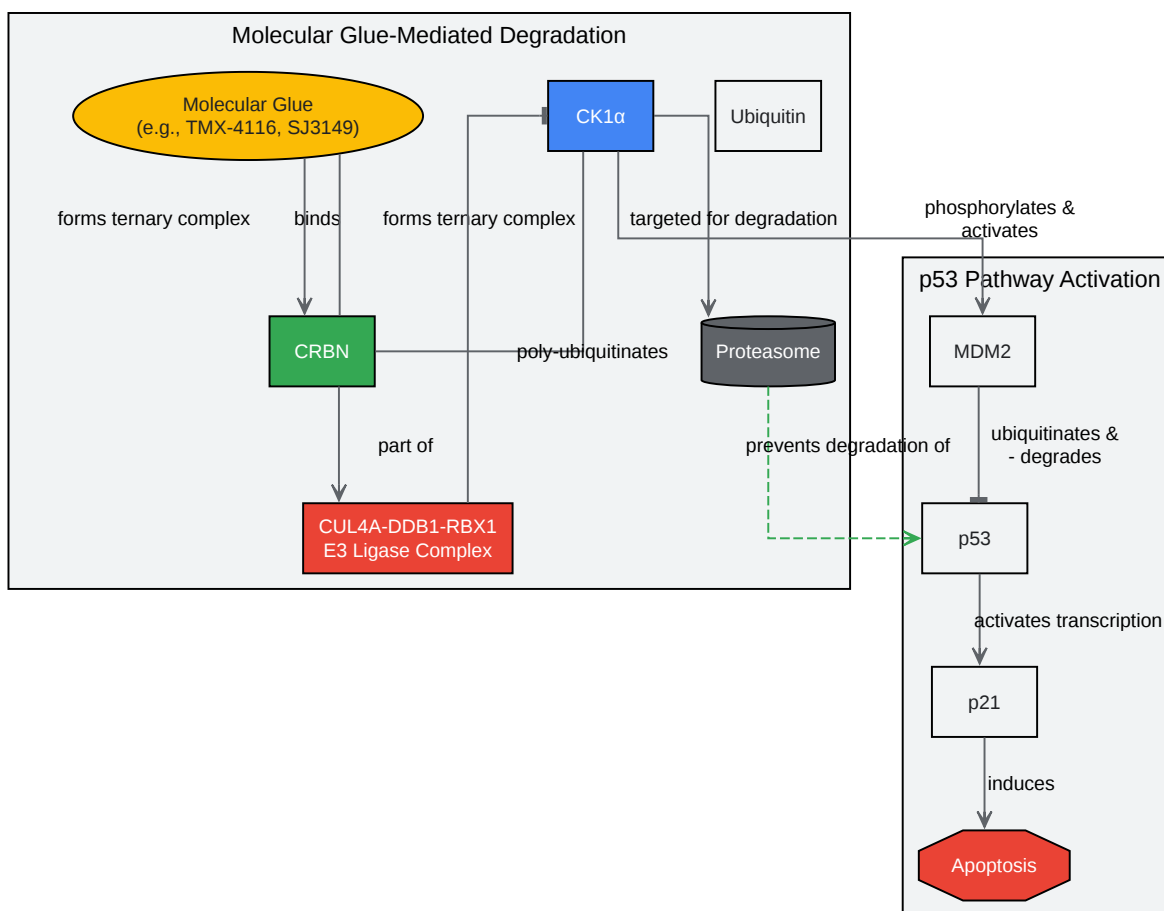 Molecular Glue-Mediated Degradation
Molecular Glue
(e.g., TMX-4116, SJ3149)
CK1α
Ubiquitin
forms ternary complex
binds
forms ternary complex
targeted for degradation
phosphorylates &
activates
p53 Pathway Activation
CRBN
poly-ubiquitinates
Proteasome
MDM2
part of
prevents degradation of
ubiquitinates &
- degrades
CUL4A-DDB1-RBX1
E3 Ligase Complex
p53
activates transcription
p21
induces
Apoptosis